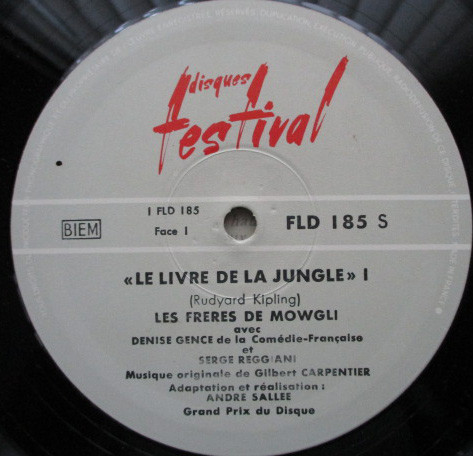 disques
festival
BIEM
1 FLD 185
Face 1
FLD 185 S
«LE LIVRE DE LA JUNGLE» I
(Rudyard Kipling)
LES FRERES DE MOWGLI
avec
DENISE GENCE de la Comédie-Française
et
SERGE REGGIANI
Musique originale de Gilbert CARPENTIER
Adaptation et réalisation :
ANDRE SALLEE
Grand Prix du Disque